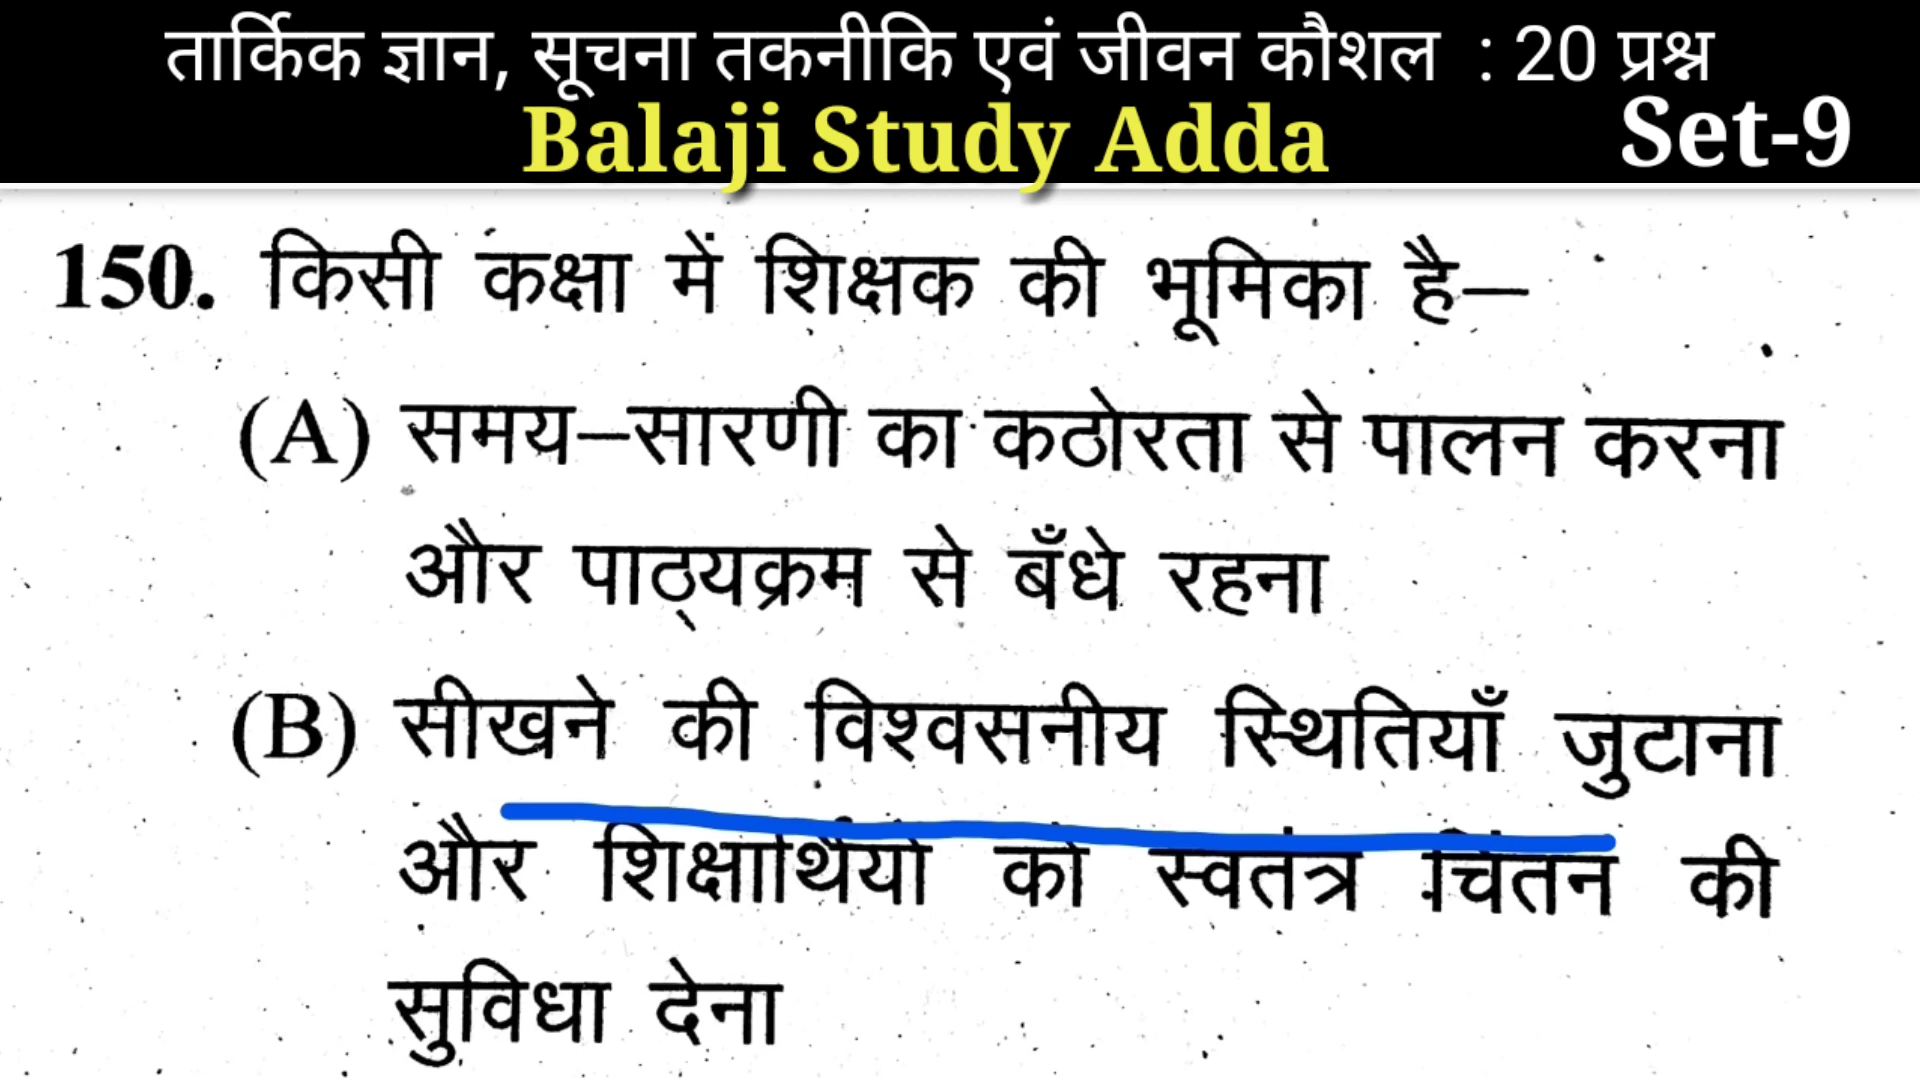 तार्किक ज्ञान, सूचना तकनीकि एवं जीवन कौशल : 20 प्रश्न
Balaji Study Adda Set-9
150. किसी कक्षा में शिक्षक की भूमिका है—
(A) समय–सारणी का कठोरता से पालन करना
और पाठ्यक्रम से बँधे रहना
(B) सीखने की विश्वसनीय स्थितियाँ जुटाना
और शिक्षार्थियों को स्वतंत्र चिंतन की
सुविधा देना